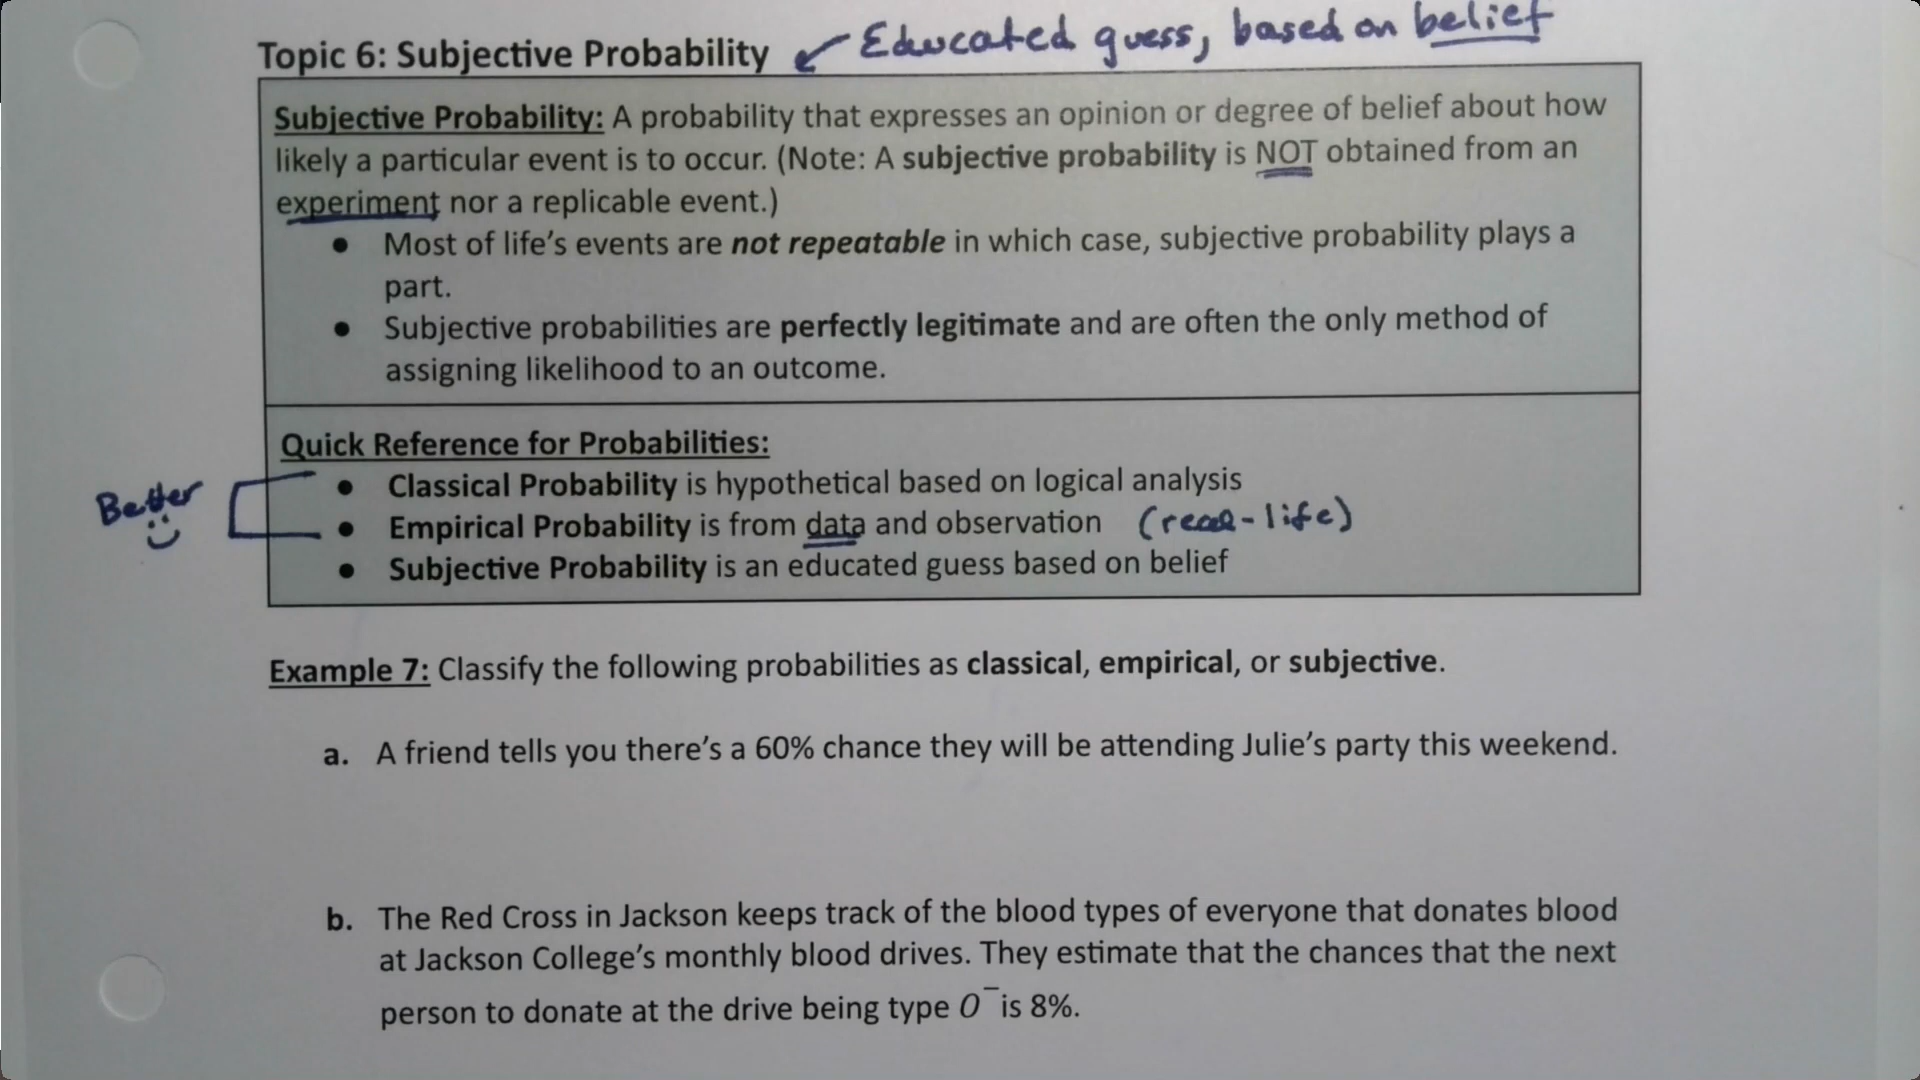 Topic 6: Subjective Probability ↙ Educated guess, based on belief
Subjective Probability: A probability that expresses an opinion or degree of belief about how
likely a particular event is to occur. (Note: A subjective probability is NOT obtained from an
experiment nor a replicable event.)
• Most of life's events are not repeatable in which case, subjective probability plays a
part.
• Subjective probabilities are perfectly legitimate and are often the only method of
assigning likelihood to an outcome.
Quick Reference for Probabilities:
Better
• Classical Probability is hypothetical based on logical analysis
• Empirical Probability is from data and observation (real-life)
• Subjective Probability is an educated guess based on belief
Example 7: Classify the following probabilities as classical, empirical, or subjective.
a. A friend tells you there's a 60% chance they will be attending Julie's party this weekend.
b. The Red Cross in Jackson keeps track of the blood types of everyone that donates blood
at Jackson College's monthly blood drives. They estimate that the chances that the next
person to donate at the drive being type O⁻ is 8%.